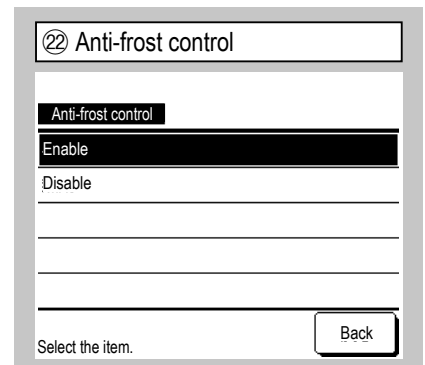 ㉒ Anti-frost control
Anti-frost control
Enable
Disable
Select the item.
Back